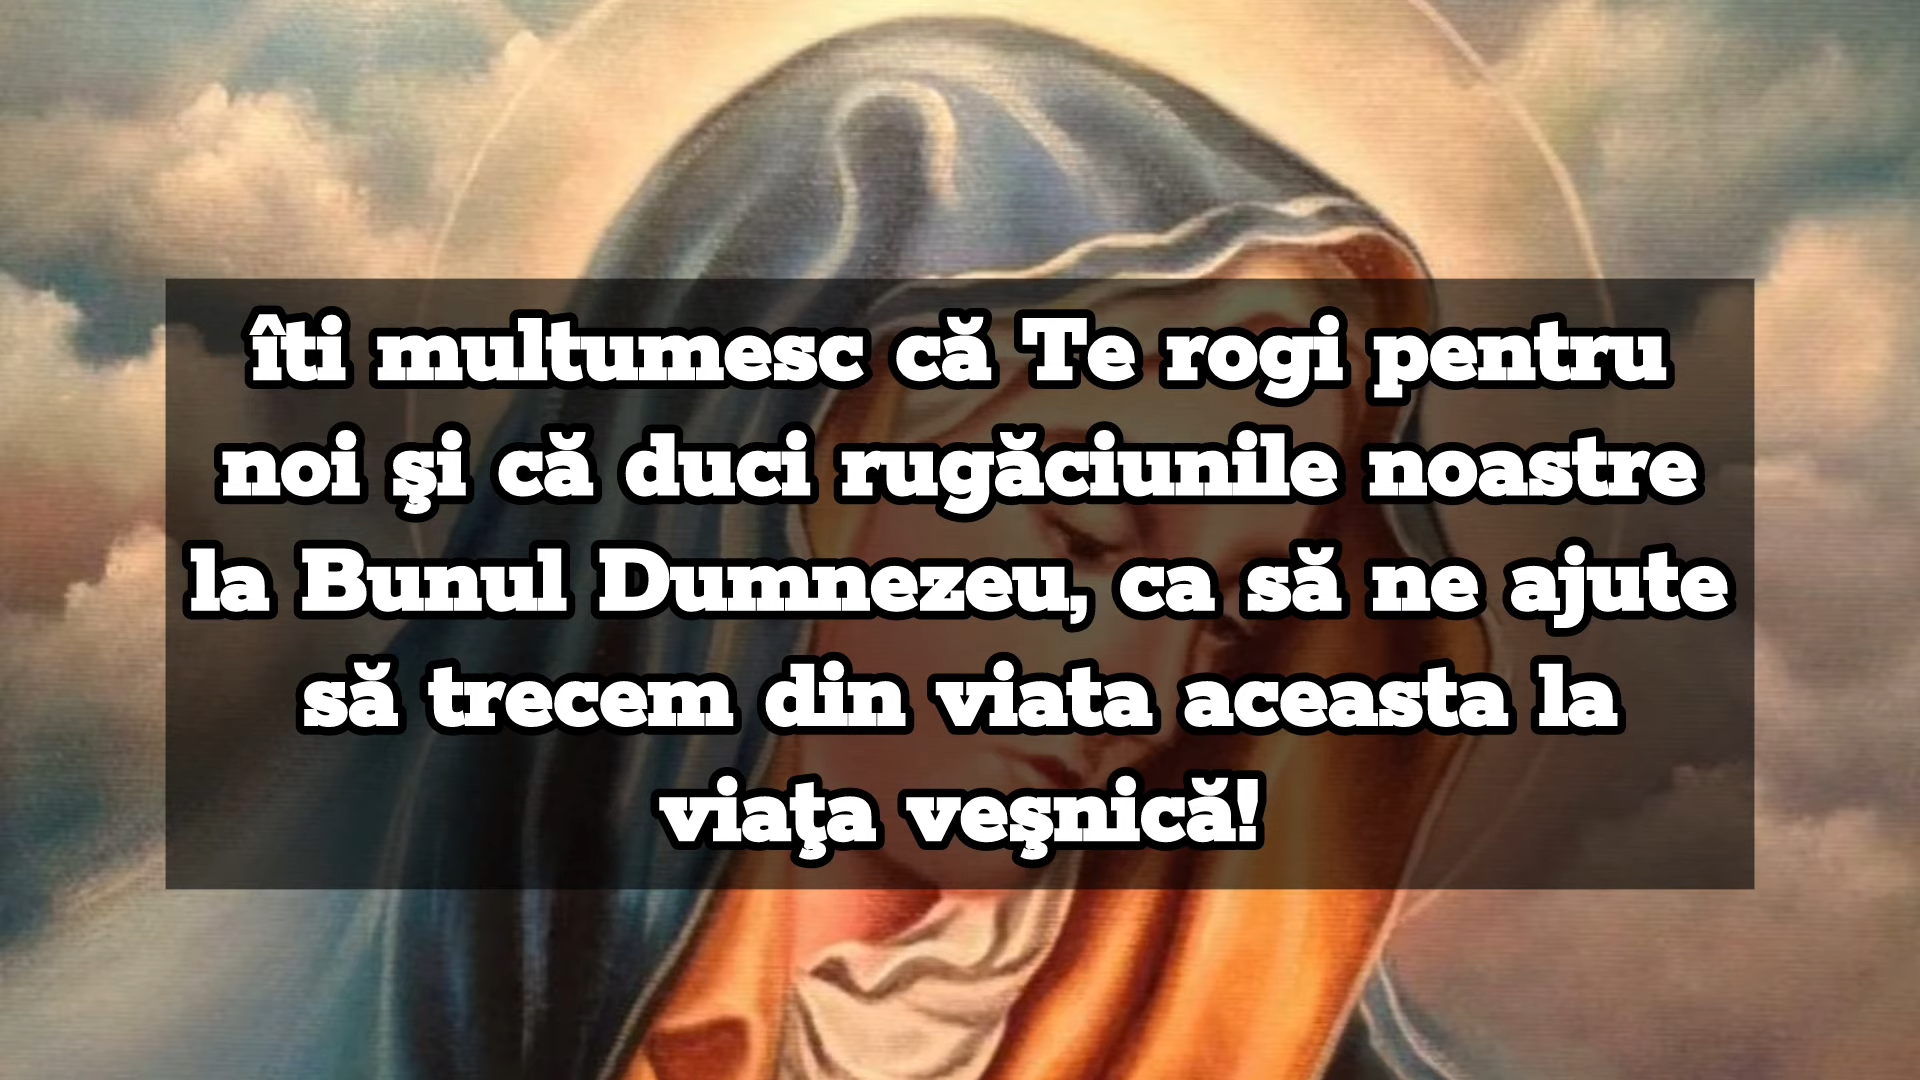 îti multumesc că Te rogi pentru
noi şi că duci rugăciunile noastre
la Bunul Dumnezeu, ca să ne ajute
să trecem din viata aceasta la
viaţa veşnică!